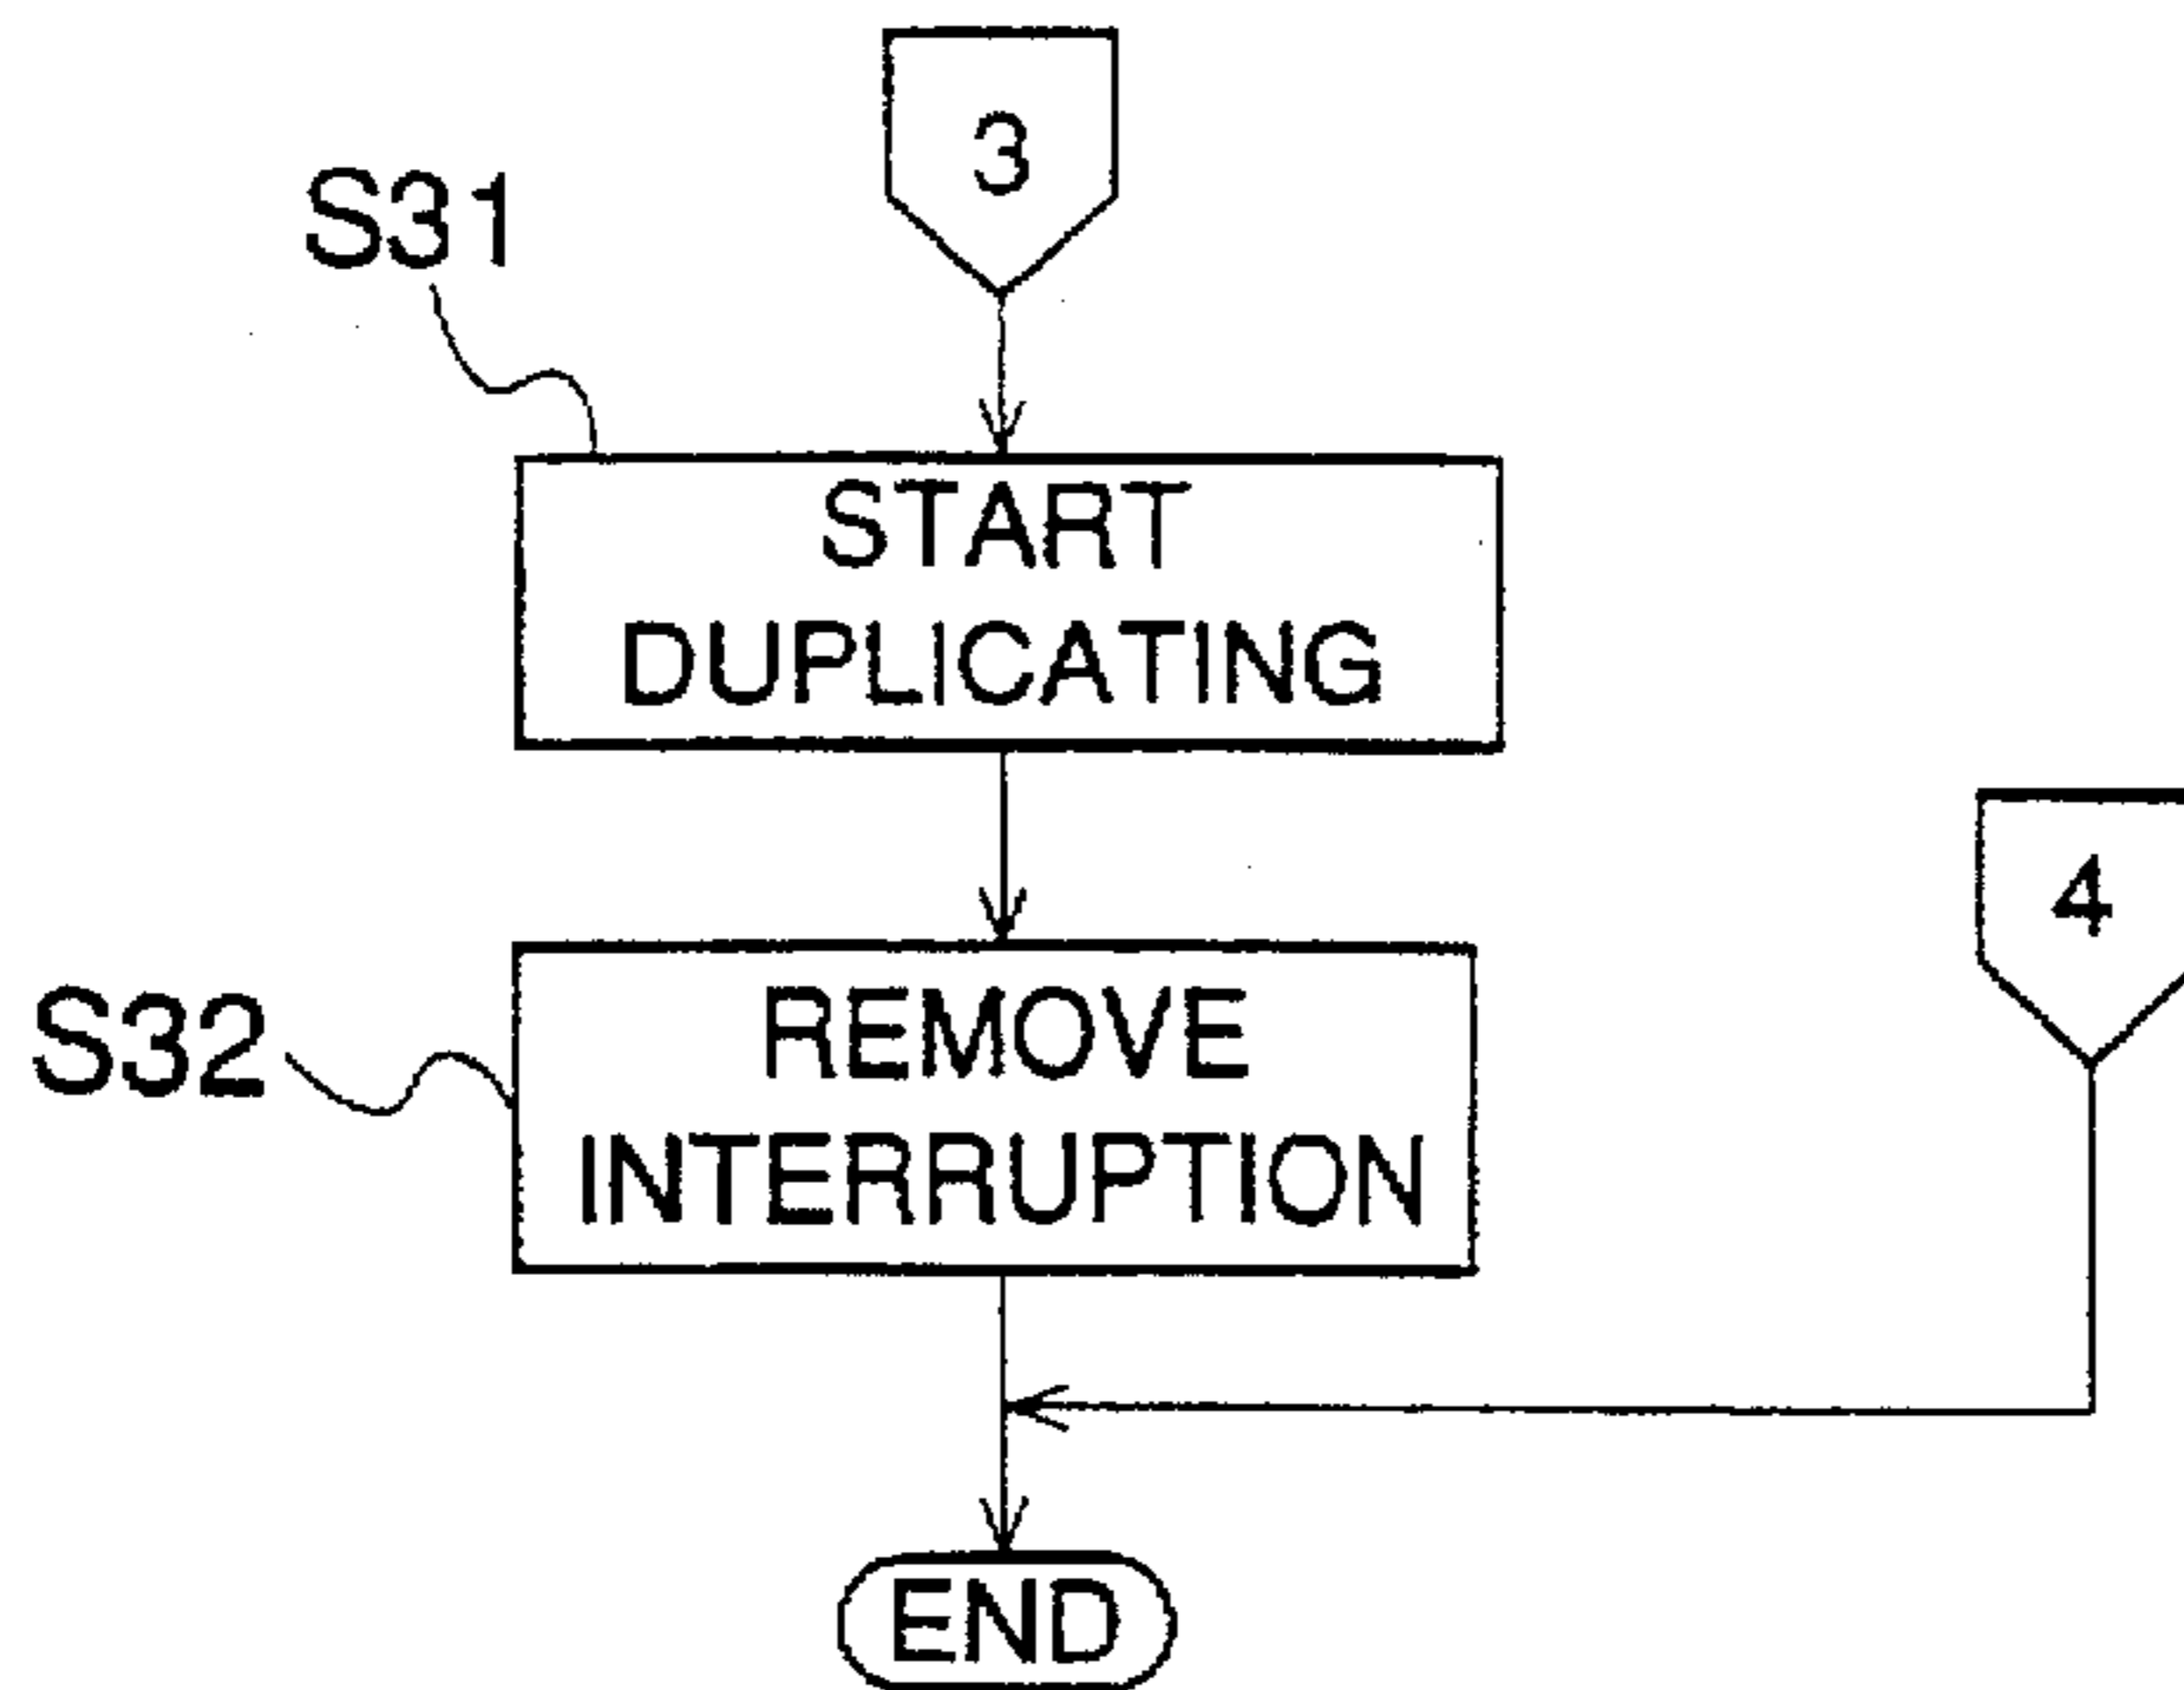 3
S31
START
DUPLICATING
4
S32
REMOVE
INTERRUPTION
END